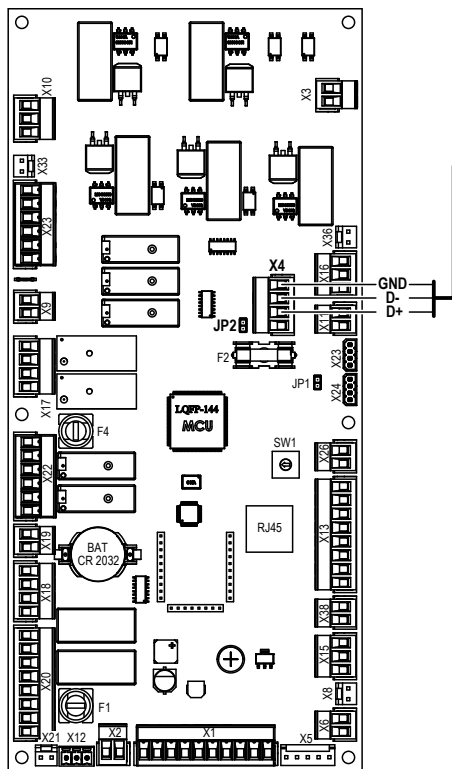 X10
X3
X33
X23
X36
X4
X16
GND
D-
D+
X9
X11
JP2
F2
X23
X17
JP1
X24
LQFP-144
MCU
F4
SW1
X26
X22
RJ45
X13
X19
BAT
CR 2032
X18
X38
X15
X20
F1
X8
X6
X21
X12
X2
X1
X5